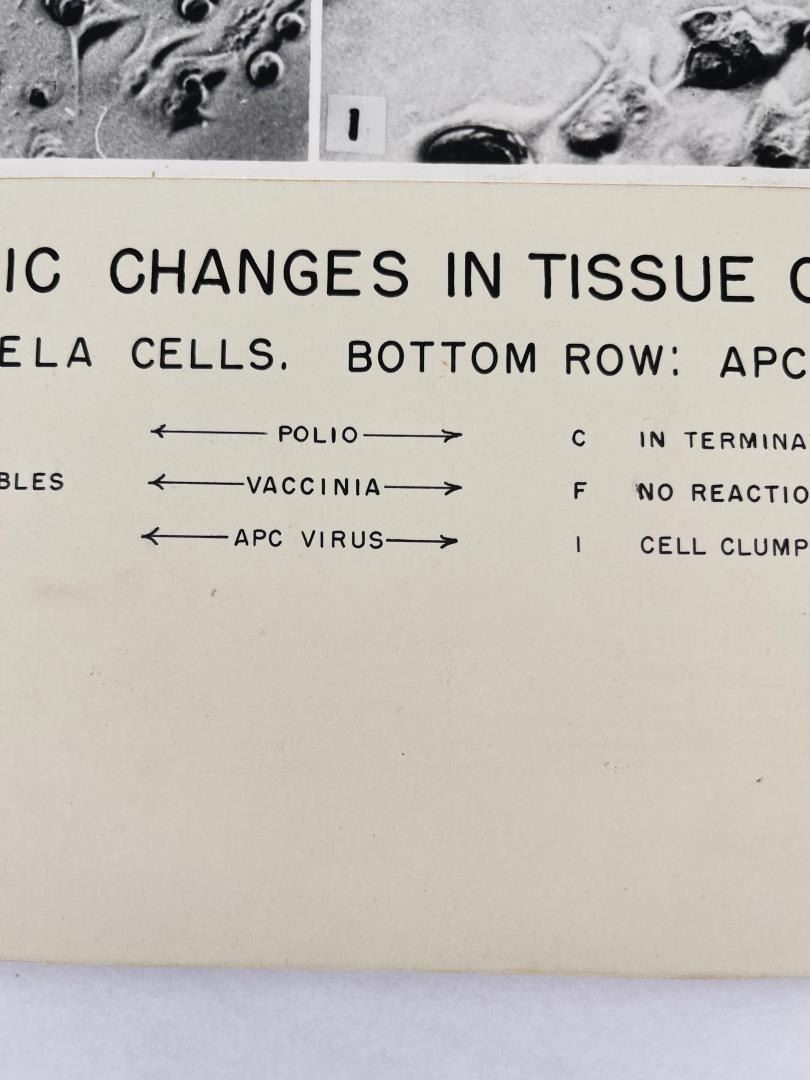 I
IC CHANGES IN TISSUE C
ELA CELLS. BOTTOM ROW: APC
POLIO C IN TERMINA
BLES VACCINIA F NO REACTIO
APC VIRUS I CELL CLUMP